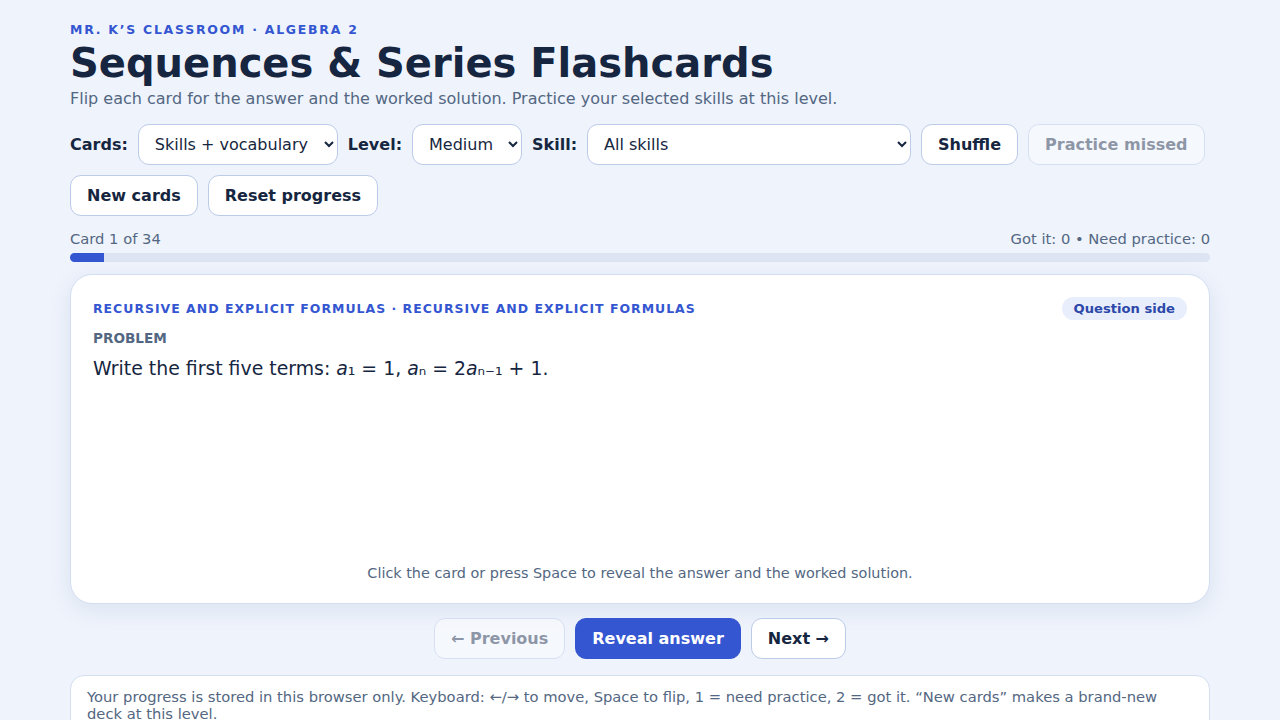 MR. K’S CLASSROOM · ALGEBRA 2
Sequences & Series Flashcards
Flip each card for the answer and the worked solution. Practice your selected skills at this level.
Cards: Skills + vocabulary Level: Medium Skill: All skills Shuffle Practice missed
New cards Reset progress
Card 1 of 34 Got it: 0 • Need practice: 0
RECURSIVE AND EXPLICIT FORMULAS · RECURSIVE AND EXPLICIT FORMULAS Question side
PROBLEM
Write the first five terms: a₁ = 1, aₙ = 2aₙ₋₁ + 1.
Click the card or press Space to reveal the answer and the worked solution.
← Previous Reveal answer Next →
Your progress is stored in this browser only. Keyboard: ←/→ to move, Space to flip, 1 = need practice, 2 = got it. “New cards” makes a brand-new
deck at this level.